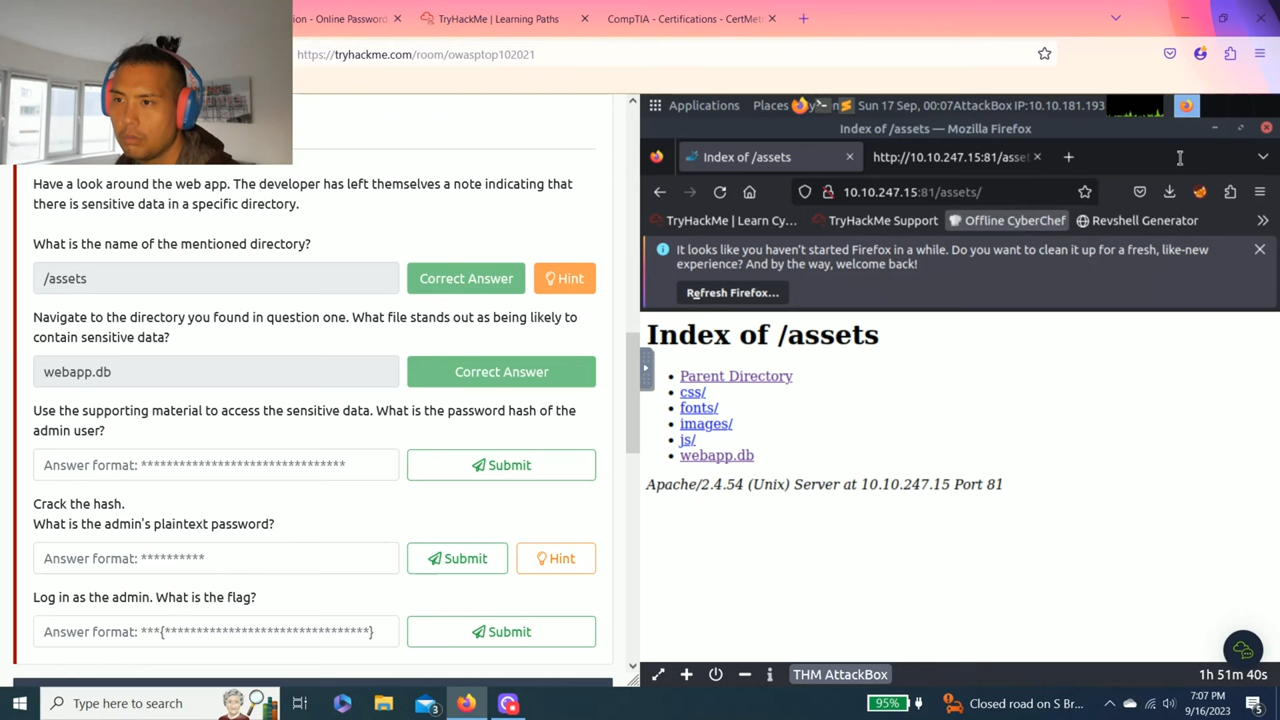 ion - Online Password
TryHackMe | Learning Paths
CompTIA - Certifications - CertMet
https://tryhackme.com/room/owasptop102021
Have a look around the web app. The developer has left themselves a note indicating that
there is sensitive data in a specific directory.
What is the name of the mentioned directory?
/assets
Correct Answer
Hint
Navigate to the directory you found in question one. What file stands out as being likely to
contain sensitive data?
webapp.db
Correct Answer
Use the supporting material to access the sensitive data. What is the password hash of the
admin user?
Answer format: ********************************
Submit
Crack the hash.
What is the admin's plaintext password?
Answer format: **********
Submit
Hint
Log in as the admin. What is the flag?
Answer format: ***{********************************}
Submit
Applications
Places
Sun 17 Sep, 00:07
AttackBox IP:10.10.181.193
Index of /assets — Mozilla Firefox
Index of /assets
http://10.10.247.15:81/asset
10.10.247.15:81/assets/
TryHackMe | Learn Cy...
TryHackMe Support
Offline CyberChef
Revshell Generator
It looks like you haven't started Firefox in a while. Do you want to clean it up for a fresh, like-new
experience? And by the way, welcome back!
Refresh Firefox...
Index of /assets
Parent Directory
css/
fonts/
images/
js/
webapp.db
Apache/2.4.54 (Unix) Server at 10.10.247.15 Port 81
THM AttackBox
1h 51m 40s
Type here to search
3
95%
Closed road on S Br...
7:07 PM
9/16/2023
5